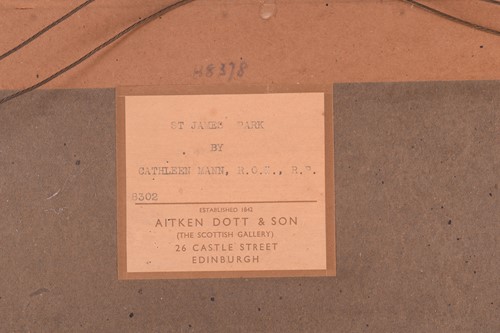 48378
ST JAMES' PARK
BY
CATHLEEN MANN, R.O.I., R.P.
8302
ESTABLISHED 1842
AITKEN DOTT & SON
(THE SCOTTISH GALLERY)
26 CASTLE STREET
EDINBURGH